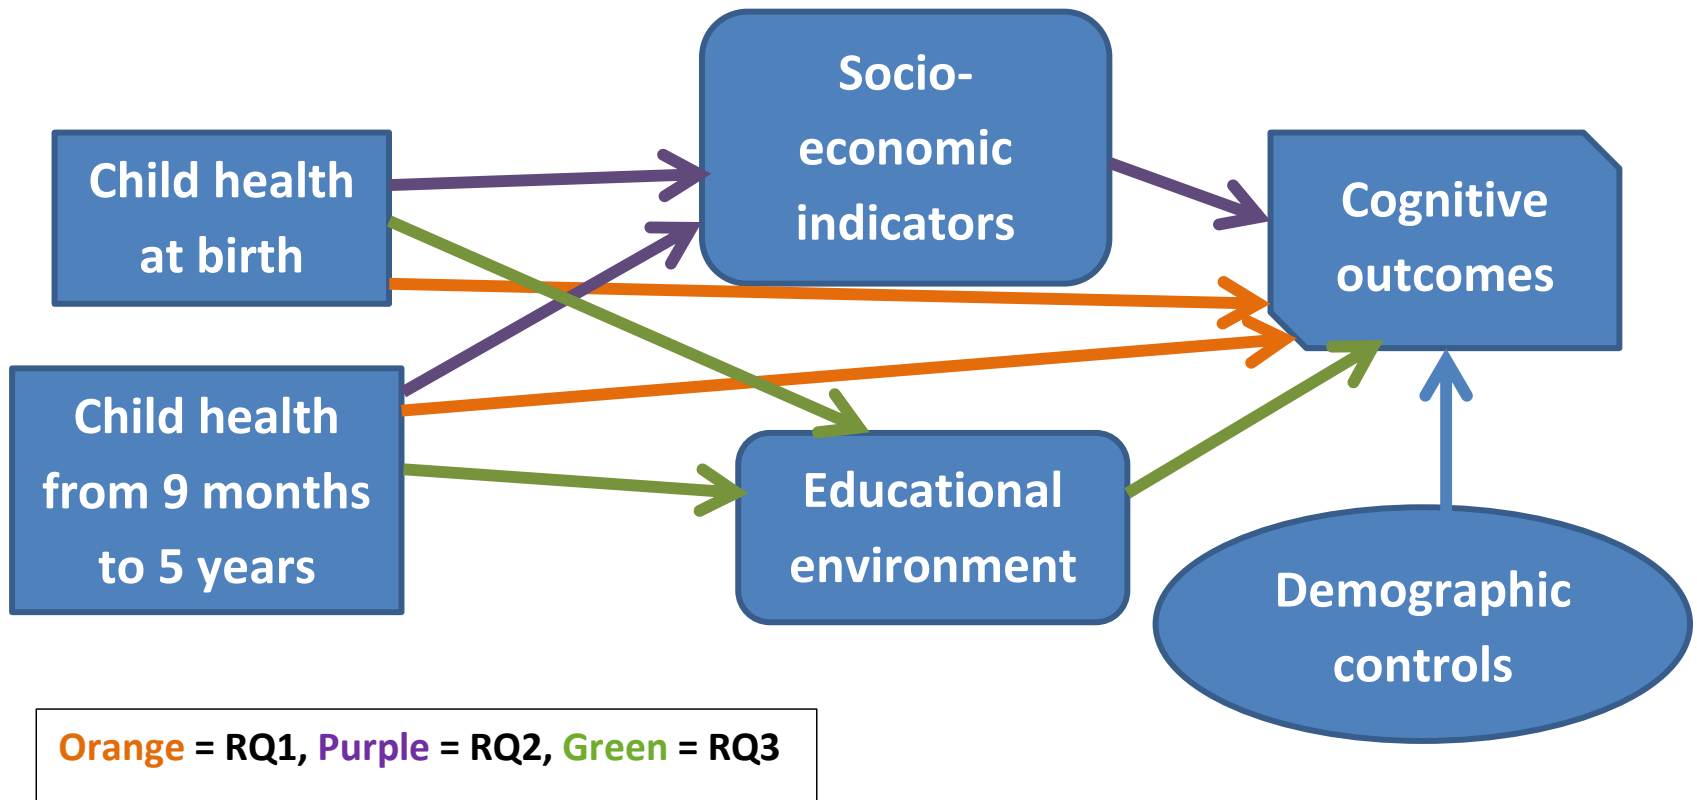 Socio-
economic
indicators
Child health
at birth
Cognitive
outcomes
Child health
from 9 months
to 5 years
Educational
environment
Demographic
controls
Orange = RQ1, Purple = RQ2, Green = RQ3